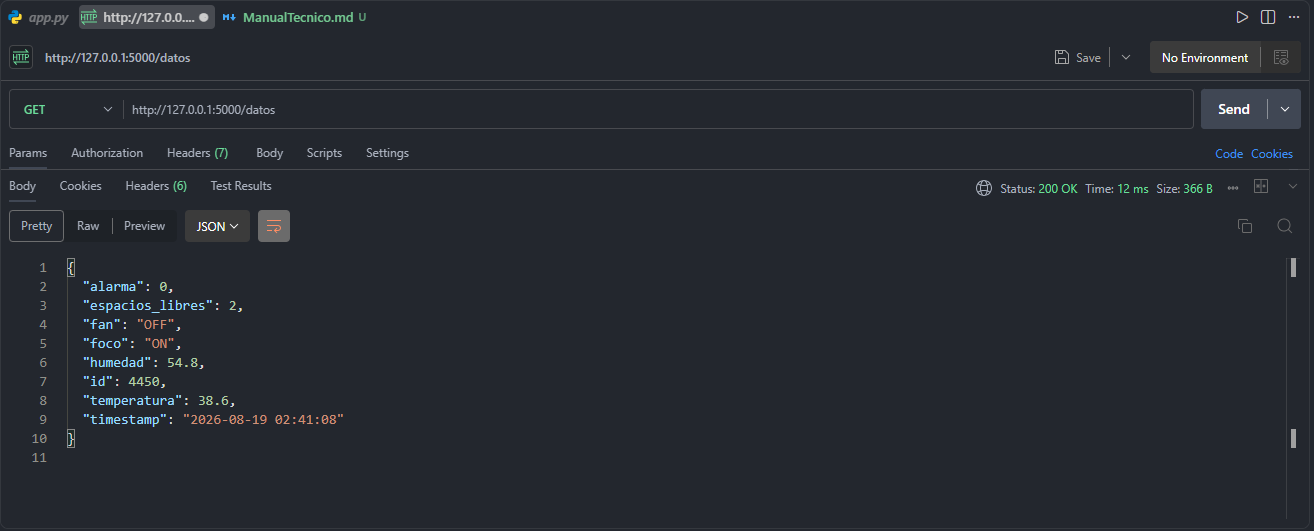 app.py HTTP http://127.0.0.... ManualTecnico.md U
HTTP http://127.0.0.1:5000/datos Save No Environment
GET http://127.0.0.1:5000/datos Send
Params Authorization Headers (7) Body Scripts Settings Code Cookies
Body Cookies Headers (6) Test Results Status: 200 OK Time: 12 ms Size: 366 B
Pretty Raw Preview JSON
1 {
2 "alarma": 0,
3 "espacios_libres": 2,
4 "fan": "OFF",
5 "foco": "ON",
6 "humedad": 54.8,
7 "id": 4450,
8 "temperatura": 38.6,
9 "timestamp": "2026-08-19 02:41:08"
10 }
11